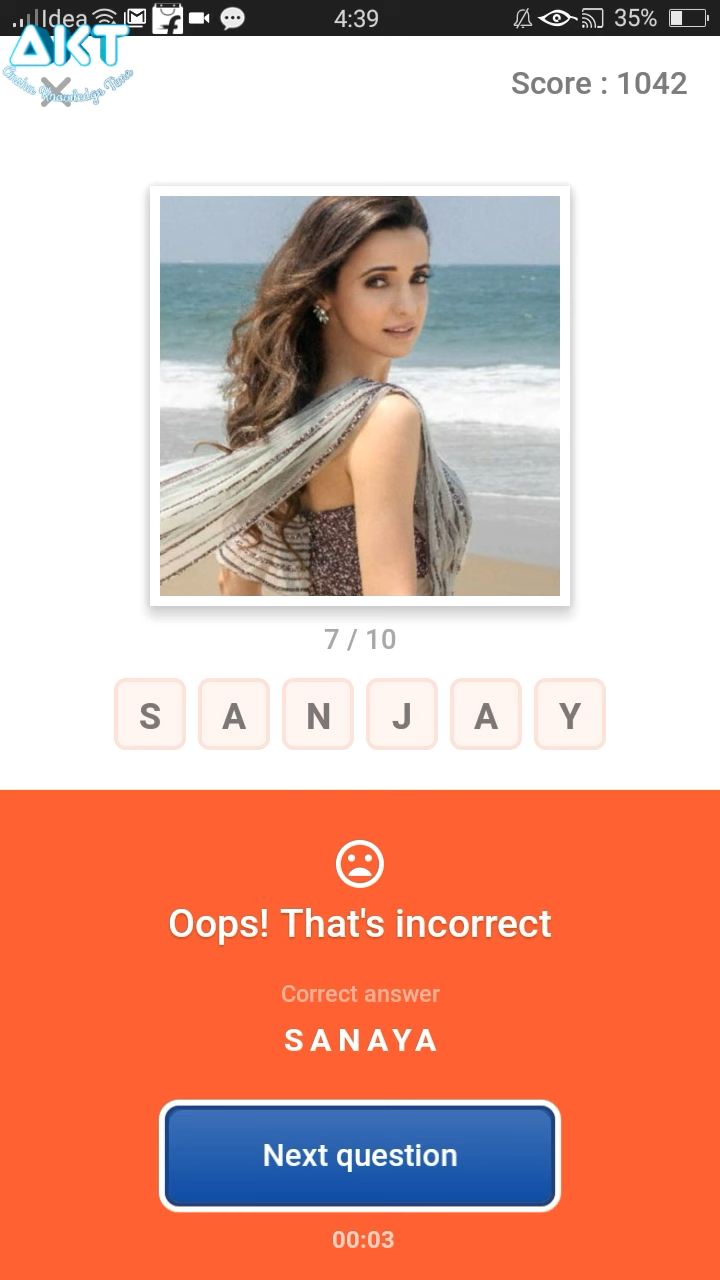 Idea 4:39 35%
AKT
Knowledge
Score : 1042
7 / 10
S A N J A Y
Oops! That's incorrect
Correct answer
SANAYA
Next question
00:03